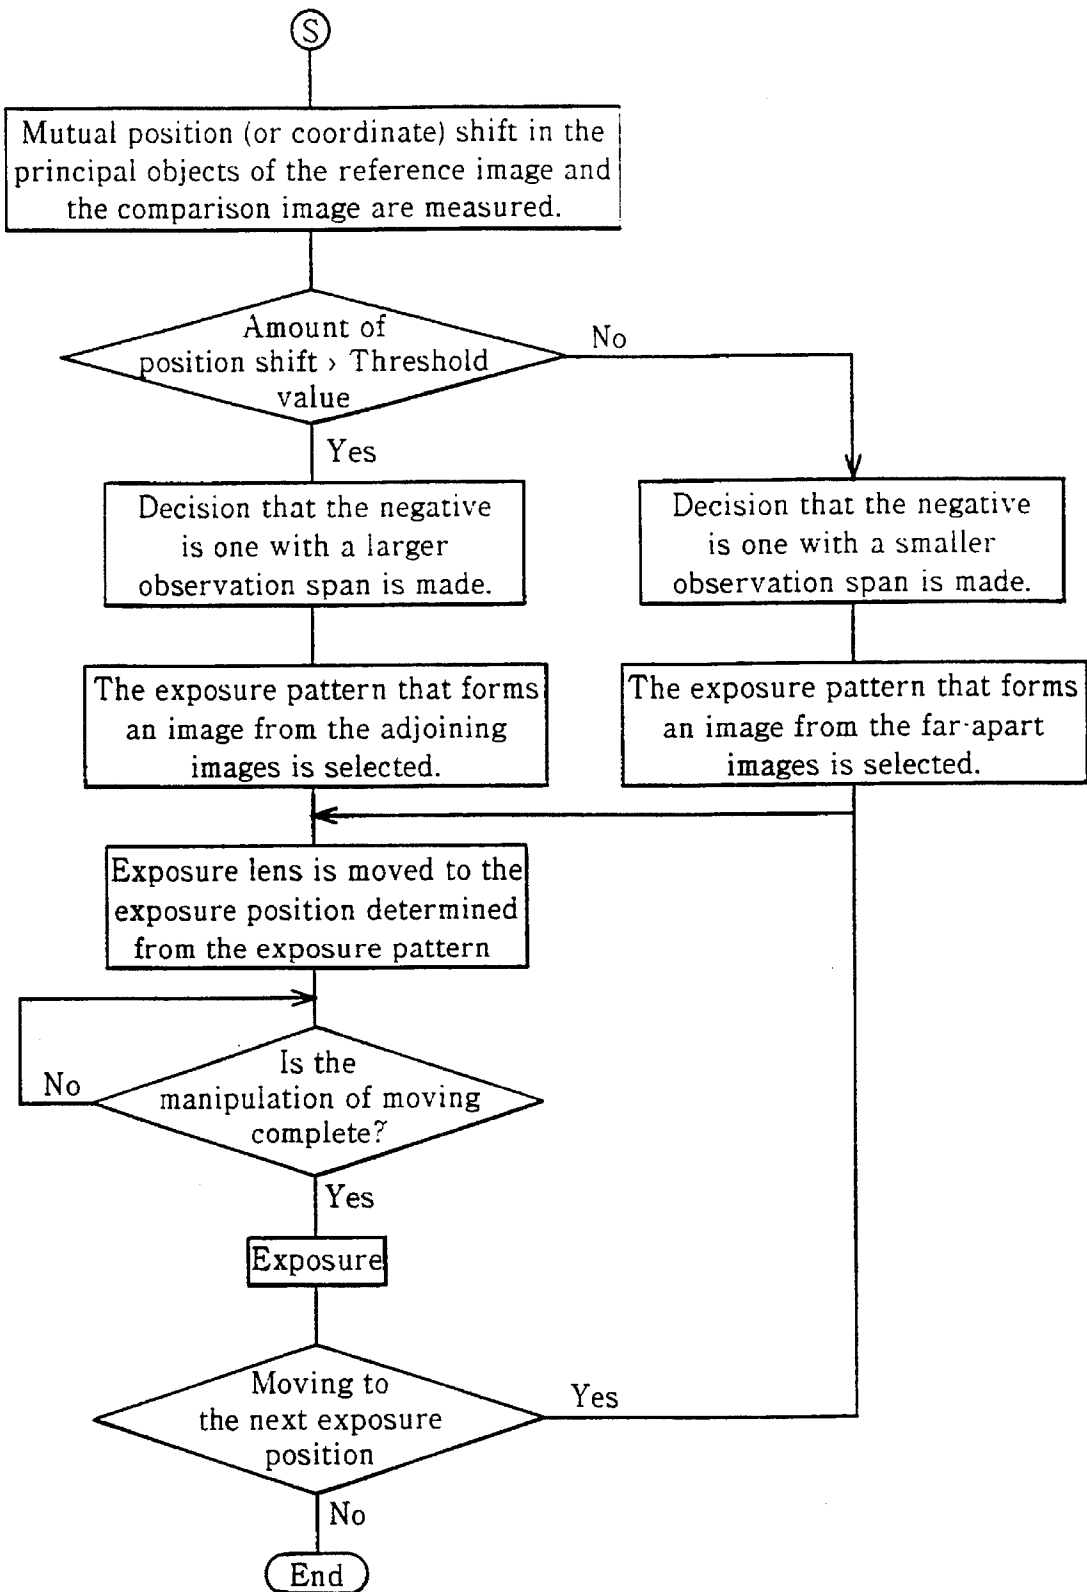 S
Mutual position (or coordinate) shift in the
principal objects of the reference image and
the comparison image are measured.
Amount of
position shift › Threshold
value
No
Yes
Decision that the negative
is one with a larger
observation span is made.
Decision that the negative
is one with a smaller
observation span is made.
The exposure pattern that forms
an image from the adjoining
images is selected.
The exposure pattern that forms
an image from the far-apart
images is selected.
Exposure lens is moved to the
exposure position determined
from the exposure pattern
Is the
manipulation of moving
complete?
No
Yes
Exposure
Moving to
the next exposure
position
Yes
No
End